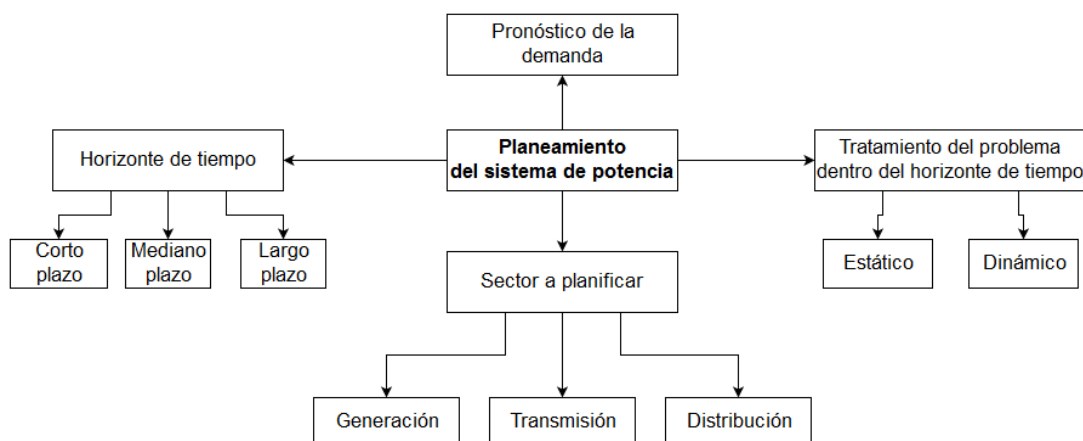 Pronóstico de la
demanda
Horizonte de tiempo
Planeamiento
del sistema de potencia
Tratamiento del problema
dentro del horizonte de tiempo
Corto
plazo
Mediano
plazo
Largo
plazo
Sector a planificar
Estático
Dinámico
Generación
Transmisión
Distribución